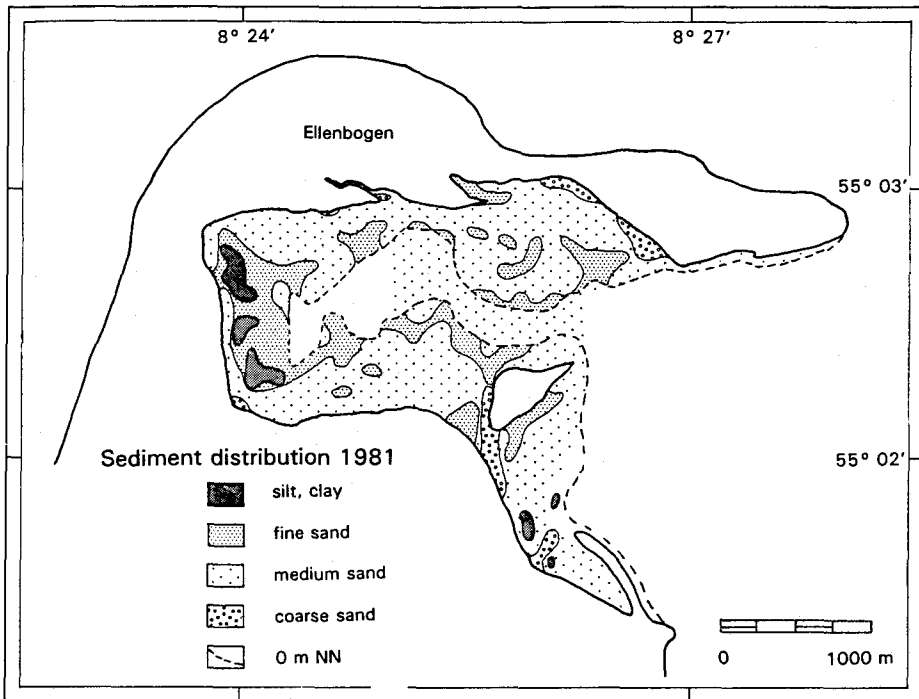 8° 24′ 8° 27′
Ellenbogen
55° 03′
55° 02′
Sediment distribution 1981
silt, clay
fine sand
medium sand
coarse sand
0 m NN
0 1000 m